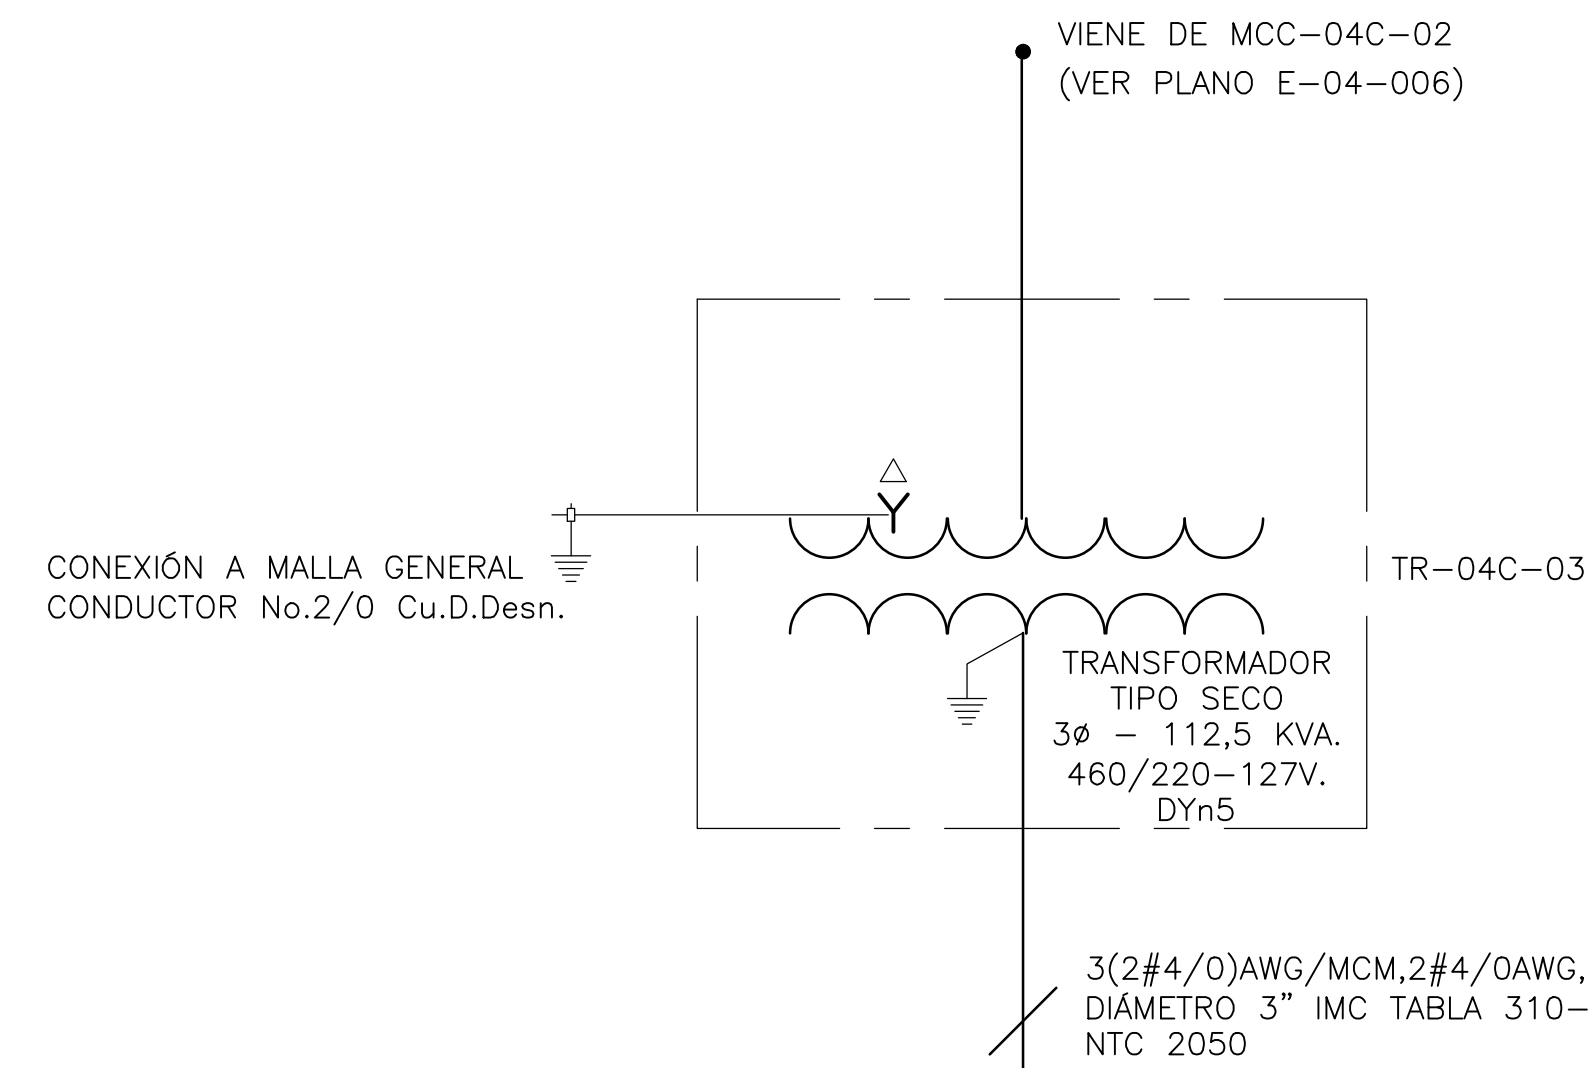 VIENE DE MCC-04C-02
(VER PLANO E-04-006)
CONEXIÓN A MALLA GENERAL
CONDUCTOR No.2/0 Cu.D.Desn.
TR-04C-03
TRANSFORMADOR
TIPO SECO
3ø - 112,5 KVA.
460/220-127V.
DYn5
3(2#4/0)AWG/MCM,2#4/0AWG,
DIÁMETRO 3" IMC TABLA 310-
NTC 2050